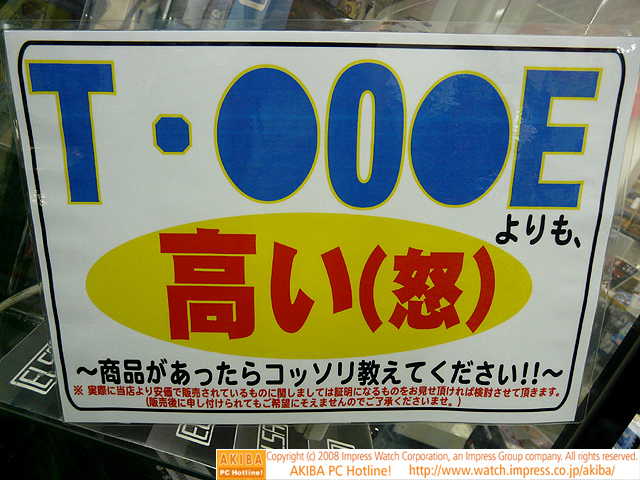 T・●0●E
よりも、
高い(怒)
～商品があったらコッソリ教えてください!!～
※ 実際に当店より安価で販売されているものに関しましては証明になるものをお見せ頂ければ検討させて頂きます。
(販売後に申し付けられてもご希望にそえませんのでご了承くださいませ。)
AKIBA
PC Hotline!
Copyright (c) 2008 Impress Watch Corporation, an Impress Group company. All rights reserved.
AKIBA PC Hotline! http://www.watch.impress.co.jp/akiba/